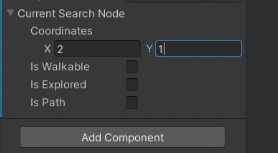 Current Search Node
Coordinates
X 2 Y 1
Is Walkable
Is Explored
Is Path
Add Component